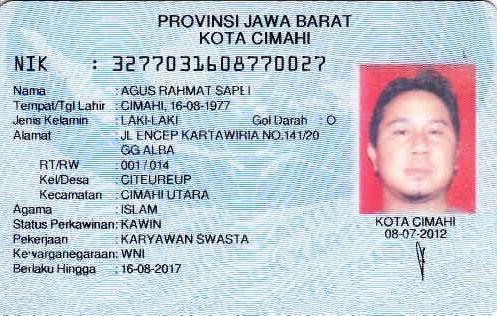 PROVINSI JAWA BARAT
KOTA CIMAHI
NIK : 3277031608770027
Nama : AGUS RAHMAT SAPEI
Tempat/Tgl Lahir : CIMAHI, 16-08-1977
Jenis Kelamin : LAKI-LAKI Gol Darah : O
Alamat : JL ENCEP KARTAWIRIA NO.141/20
GG ALBA
RT/RW : 001/014
Kel/Desa : CITEUREUP
Kecamatan : CIMAHI UTARA
Agama : ISLAM
Status Perkawinan: KAWIN
Pekerjaan : KARYAWAN SWASTA
Kewarganegaraan: WNI
Berlaku Hingga : 16-08-2017
KOTA CIMAHI
08-07-2012